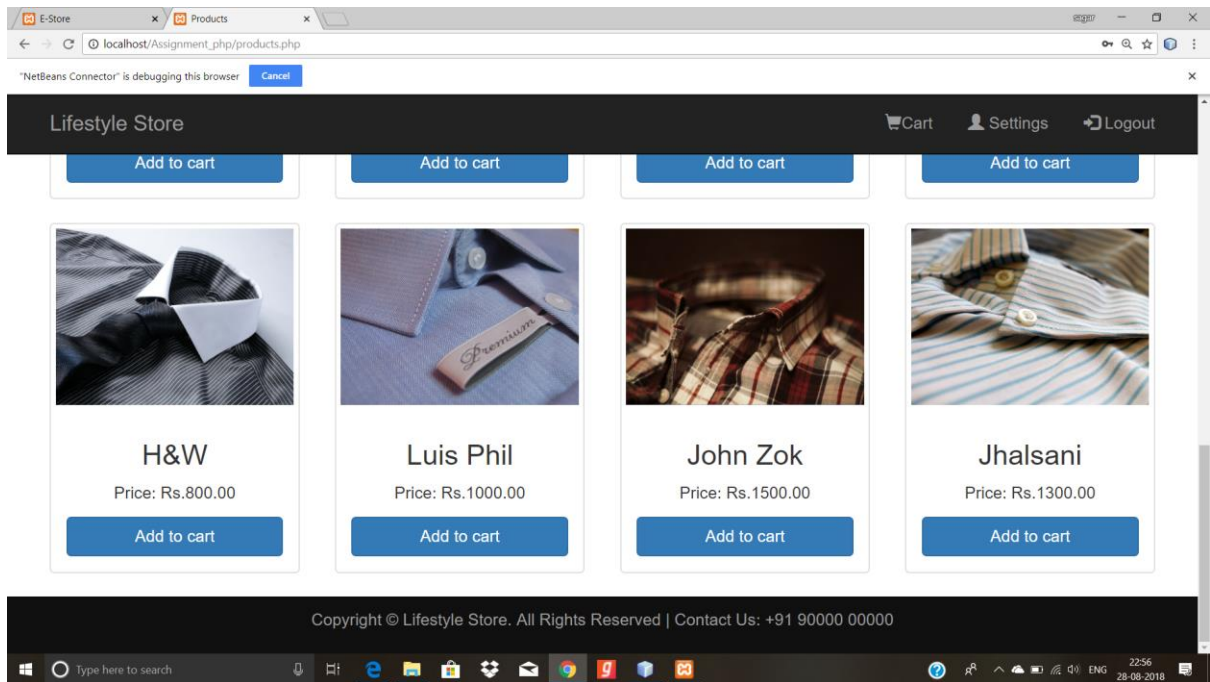 E-Store
Products
sagar
localhost/Assignment_php/products.php
"NetBeans Connector" is debugging this browser Cancel
Lifestyle Store Cart Settings Logout
Add to cart Add to cart Add to cart Add to cart
Premium
H&W Luis Phil John Zok Jhalsani
Price: Rs.800.00 Price: Rs.1000.00 Price: Rs.1500.00 Price: Rs.1300.00
Add to cart Add to cart Add to cart Add to cart
Copyright © Lifestyle Store. All Rights Reserved | Contact Us: +91 90000 00000
Type here to search ENG 22:56
28-08-2018